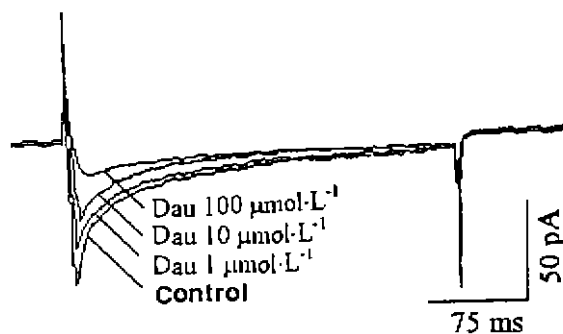 Dau 100 µmol·L⁻¹
Dau 10 µmol·L⁻¹
Dau 1 µmol·L⁻¹
Control
50 pA
75 ms